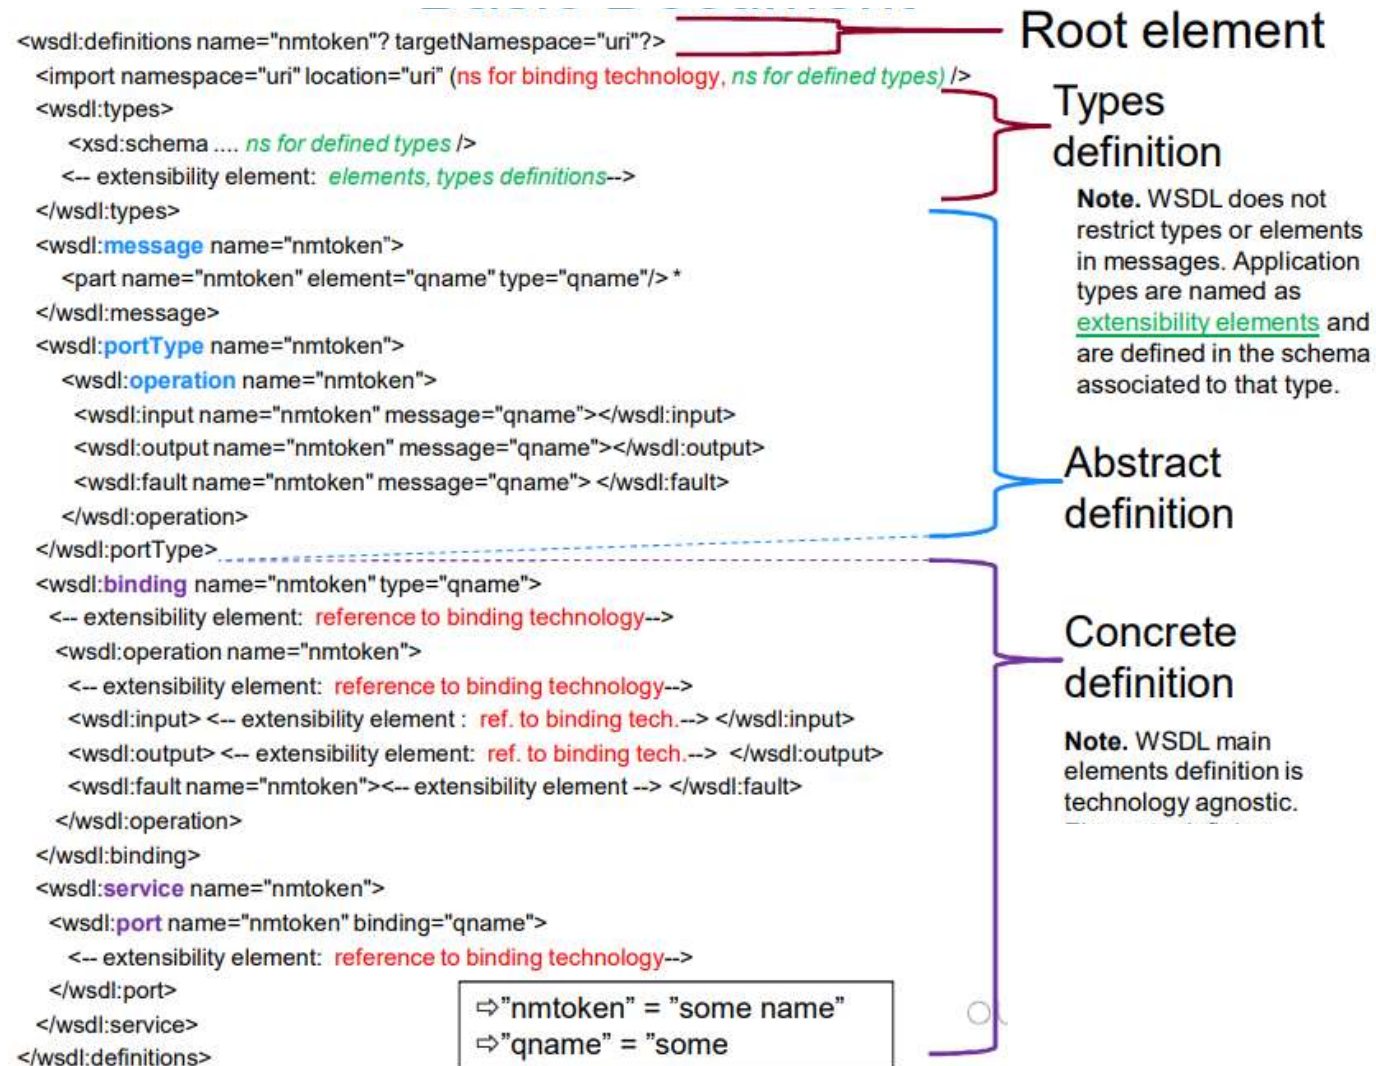 <wsdl:definitions name="nmtoken"? targetNamespace="uri"?>
Root element
<import namespace="uri" location="uri" (ns for binding technology, ns for defined types) />
<wsdl:types>
<xsd:schema .... ns for defined types />
<-- extensibility element: elements, types definitions-->
</wsdl:types>
Types
definition
Note. WSDL does not
restrict types or elements
in messages. Application
types are named as
extensibility elements and
are defined in the schema
associated to that type.
<wsdl:message name="nmtoken">
<part name="nmtoken" element="qname" type="qname"/> *
</wsdl:message>
<wsdl:portType name="nmtoken">
<wsdl:operation name="nmtoken">
<wsdl:input name="nmtoken" message="qname"></wsdl:input>
<wsdl:output name="nmtoken" message="qname"></wsdl:output>
<wsdl:fault name="nmtoken" message="qname"> </wsdl:fault>
</wsdl:operation>
</wsdl:portType>
Abstract
definition
<wsdl:binding name="nmtoken" type="qname">
<-- extensibility element: reference to binding technology-->
<wsdl:operation name="nmtoken">
<-- extensibility element: reference to binding technology-->
<wsdl:input> <-- extensibility element : ref. to binding tech.--> </wsdl:input>
<wsdl:output> <-- extensibility element: ref. to binding tech.--> </wsdl:output>
<wsdl:fault name="nmtoken"><-- extensibility element --> </wsdl:fault>
</wsdl:operation>
</wsdl:binding>
<wsdl:service name="nmtoken">
<wsdl:port name="nmtoken" binding="qname">
<-- extensibility element: reference to binding technology-->
</wsdl:port>
</wsdl:service>
</wsdl:definitions>
Concrete
definition
Note. WSDL main
elements definition is
technology agnostic.
⇨"nmtoken" = "some name"
⇨"qname" = "some